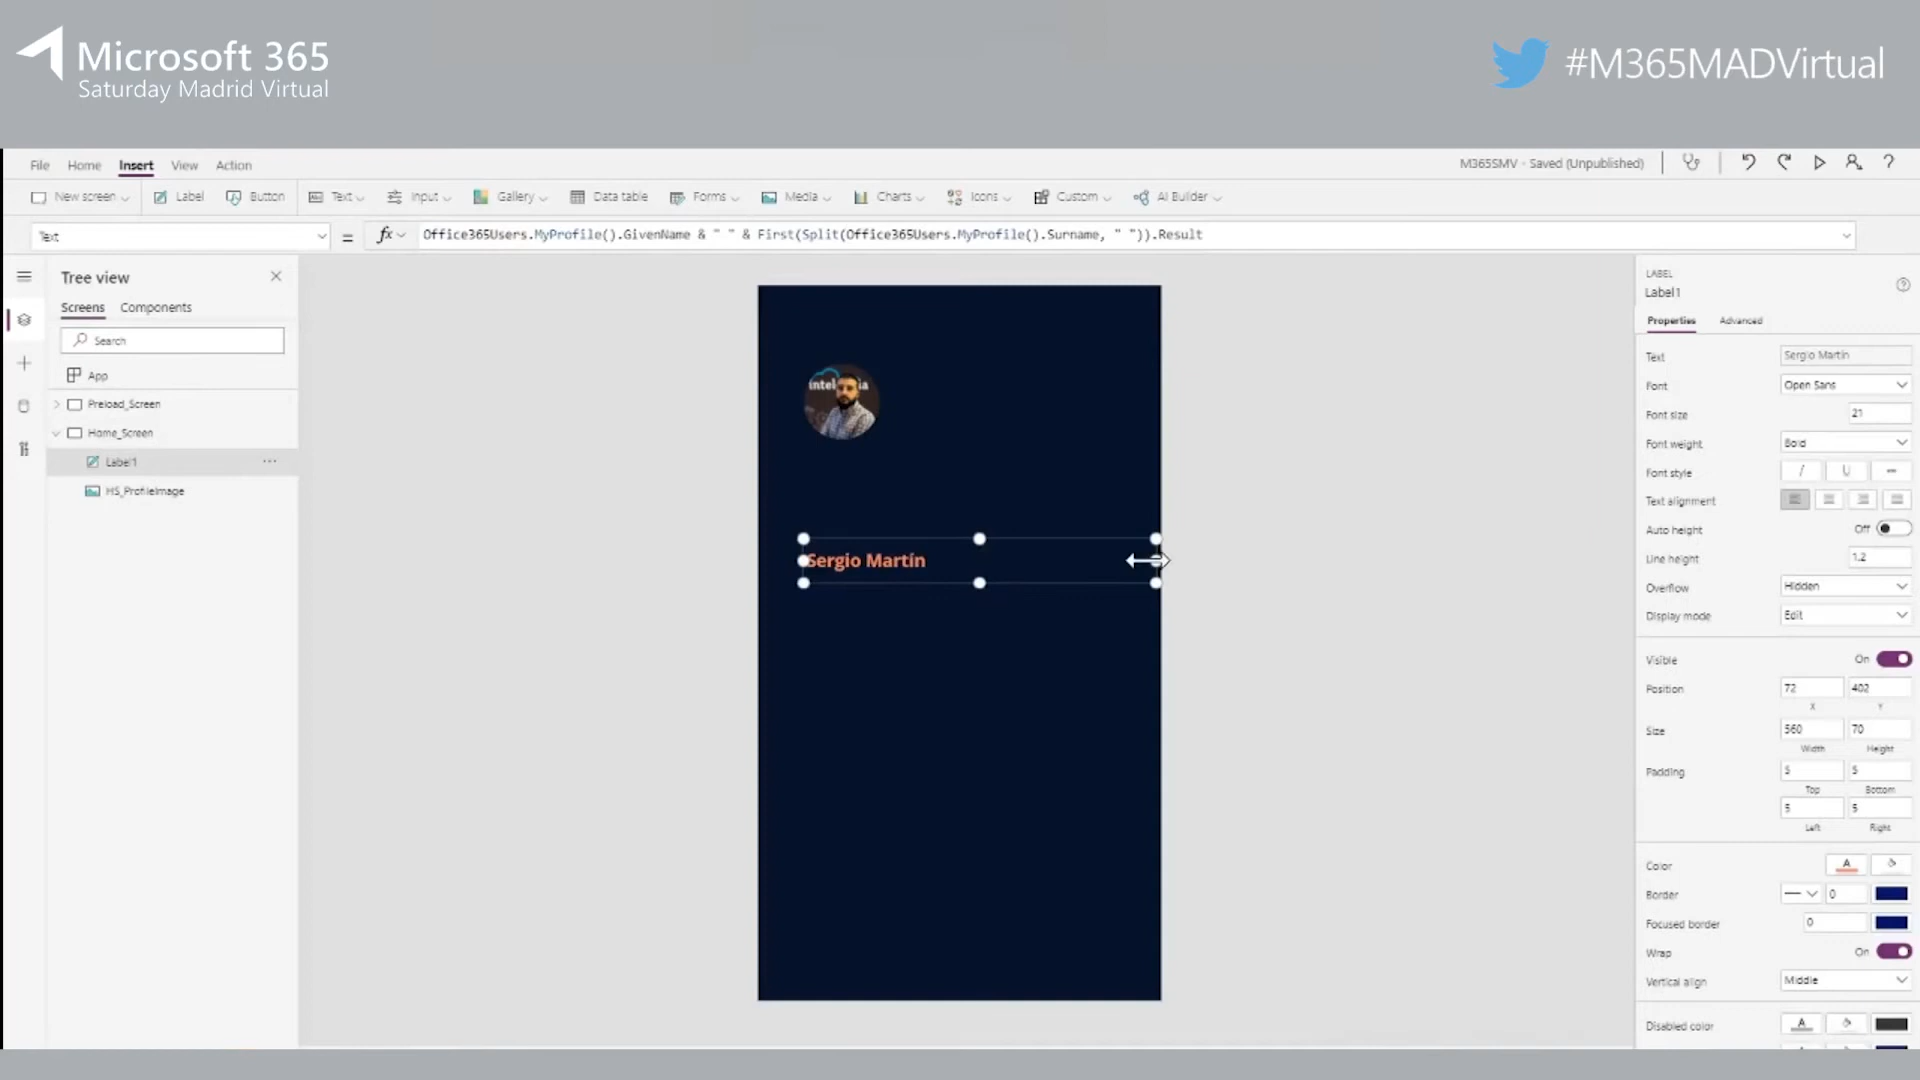 Microsoft 365
Saturday Madrid Virtual
#M365MADVirtual
File Home Insert View Action
M365SMV - Saved (Unpublished)
New screen Label Button Text Input Gallery Data table Forms Media Charts Icons Custom AI Builder
Text = fx Office365Users.MyProfile().GivenName & " " & First(Split(Office365Users.MyProfile().Surname, " ")).Result
Tree view
Screens Components
Search
App
Preload_Screen
Home_Screen
Label1
HS_ProfileImage
Sergio Martín
LABEL
Label1
Properties Advanced
Text Sergio Martín
Font Open Sans
Font size 21
Font weight Bold
Font style / U
Text alignment
Auto height Off
Line height 1.2
Overflow Hidden
Display mode Edit
Visible On
Position 72 402
X Y
Size 560 70
Width Height
Padding 5 5
Top Bottom
5 5
Left Right
Color A
Border 0
Focused border 0
Wrap On
Vertical align Middle
Disabled color A